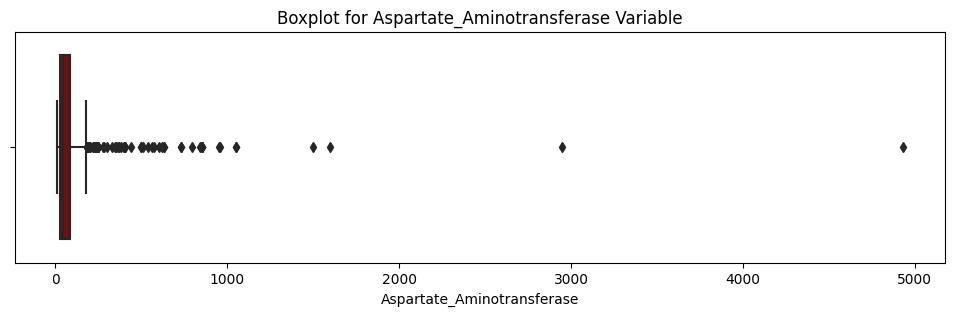 Boxplot for Aspartate_Aminotransferase Variable
0 1000 2000 3000 4000 5000
Aspartate_Aminotransferase